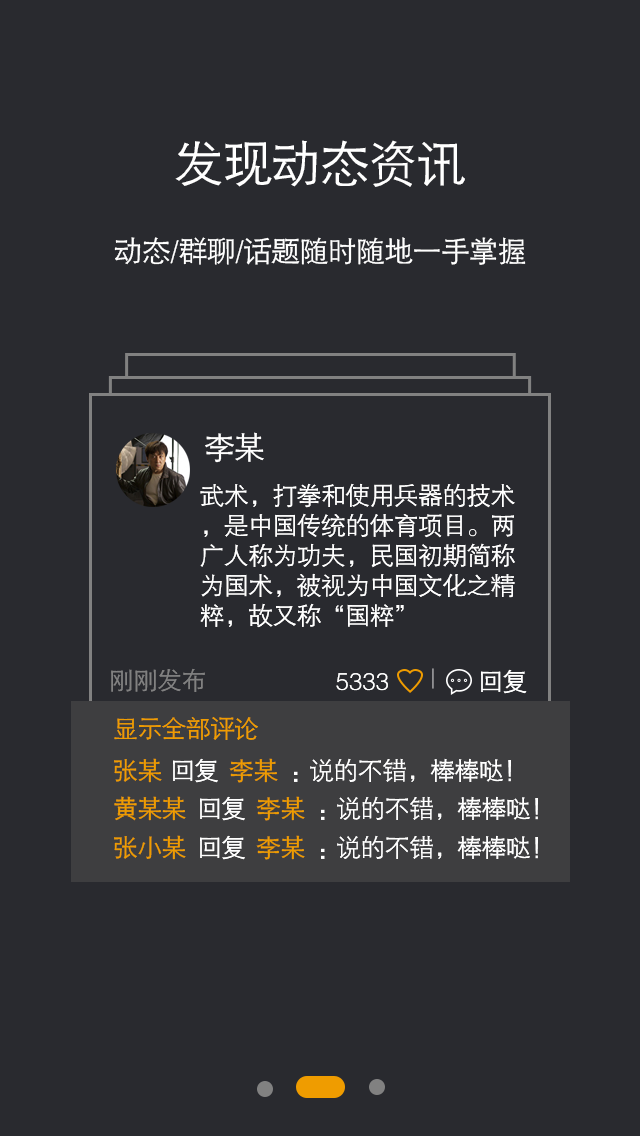 发现动态资讯
动态/群聊/话题随时随地一手掌握
李某
武术，打拳和使用兵器的技术
，是中国传统的体育项目。两
广人称为功夫，民国初期简称
为国术，被视为中国文化之精
粹，故又称“国粹”
刚刚发布 5333 回复
显示全部评论
张某 回复 李某 ：说的不错，棒棒哒！
黄某某 回复 李某 ：说的不错，棒棒哒！
张小某 回复 李某 ：说的不错，棒棒哒！